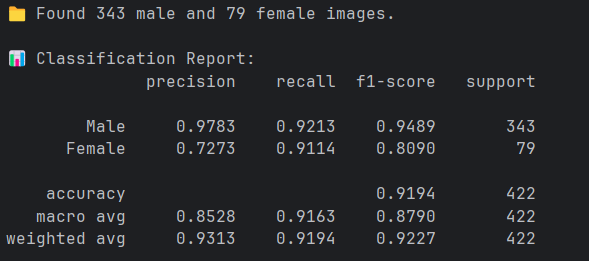 📁 Found 343 male and 79 female images.
📊 Classification Report:
precision recall f1-score support
Male 0.9783 0.9213 0.9489 343
Female 0.7273 0.9114 0.8090 79
accuracy 0.9194 422
macro avg 0.8528 0.9163 0.8790 422
weighted avg 0.9313 0.9194 0.9227 422